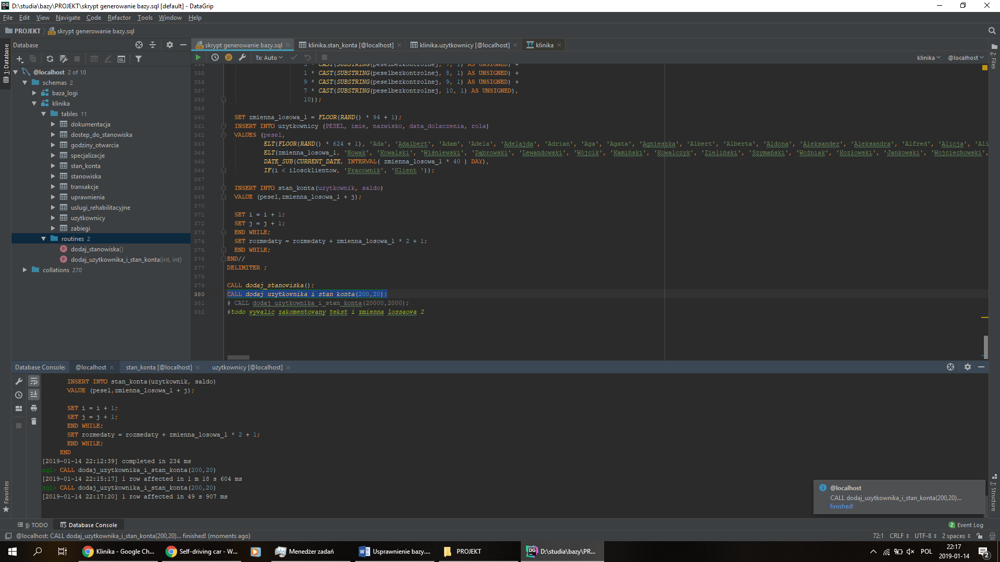 D:\studia\bazy\PROJEKT\skrypt generowanie bazy.sql [default] - DataGrip
File Edit View Navigate Code Refactor Tools Window Help
PROJEKT skrypt generowanie bazy.sql
Database
skrypt generowanie bazy.sql klinika.stan_konta [@localhost] klinika.uzytkownicy [@localhost] klinika
Tx: Auto
klinika @localhost
1: Database
2: Files
@localhost 2 of 10
schemas 2
baza_logi
klinika
tables 11
dokumentacja
dostep_do_stanowiska
godziny_otwarcia
specjalizacje
stan_konta
stanowiska
transakcje
uprawnienia
uslugi_rehabilitacyjne
uzytkownicy
zabiegi
routines 2
dodaj_stanowiska()
dodaj_uzytkownika_i_stan_konta(int, int)
collations 270
354 3 * CAST(SUBSTRING(peselbezkontrolnej, 7, 1) AS UNSIGNED) +
355 1 * CAST(SUBSTRING(peselbezkontrolnej, 8, 1) AS UNSIGNED) +
356 9 * CAST(SUBSTRING(peselbezkontrolnej, 9, 1) AS UNSIGNED) +
357 7 * CAST(SUBSTRING(peselbezkontrolnej, 10, 1) AS UNSIGNED),
358 10));
359
360 SET zmienna_losowa_1 = FLOOR(RAND() * 94 + 1);
361 INSERT INTO uzytkownicy (PESEL, imie, nazwisko, data_dolaczenia, rola)
362 VALUES (pesel,
363 ELT(FLOOR(RAND() * 624 + 1), 'Ada', 'Adalbert', 'Adam', 'Adela', 'Adelajda', 'Adrian', 'Aga', 'Agata', 'Agnieszka', 'Albert', 'Alberta', 'Aldona', 'Aleksander', 'Aleksandra', 'Alfred', 'Alicja', 'Ali
364 ELT(zmienna_losowa_1, 'Nowak', 'Kowalski', 'Wiśniewski', 'Dąbrowski', 'Lewandowski', 'Wójcik', 'Kamiński', 'Kowalczyk', 'Zieliński', 'Szymański', 'Woźniak', 'Kozłowski', 'Jankowski', 'Wojciechowski',
365 DATE_SUB(CURRENT_DATE, INTERVAL( zmienna_losowa_1 * 40 ) DAY),
366 IF(i < ilosclientow, 'Pracownik', 'Klient '));
367
368 INSERT INTO stan_konta(uzytkownik, saldo)
369 VALUE (pesel,zmienna_losowa_1 + j);
370
371 SET i = i + 1;
372 SET j = j + 1;
373 END WHILE;
374 SET rozmedaty = rozmedaty + zmienna_losowa_1 * 2 + 1;
375 END WHILE;
376 END//
377 DELIMITER ;
378
379 CALL dodaj_stanowiska();
380 CALL dodaj_uzytkownika_i_stan_konta(200,20);
381 # CALL dodaj_uzytkownika_i_stan_konta(20000,2000);
382 #todo wywalic zakomentowany tekst i zmienna lossaowa 2
Database Console: @localhost stan_konta [@localhost] uzytkownicy [@localhost]
INSERT INTO stan_konta(uzytkownik, saldo)
VALUE (pesel,zmienna_losowa_1 + j);
SET i = i + 1;
SET j = j + 1;
END WHILE;
SET rozmedaty = rozmedaty + zmienna_losowa_1 * 2 + 1;
END WHILE;
END
[2019-01-14 22:12:39] completed in 234 ms
sql> CALL dodaj_uzytkownika_i_stan_konta(200,20)
[2019-01-14 22:15:17] 1 row affected in 1 m 18 s 604 ms
sql> CALL dodaj_uzytkownika_i_stan_konta(200,20)
[2019-01-14 22:17:20] 1 row affected in 49 s 907 ms
@localhost
CALL dodaj_uzytkownika_i_stan_konta(200,20)...
finished!
Favorites
7: Structure
6: TODO Database Console
2 Event Log
@localhost: CALL dodaj_uzytkownika_i_stan_konta(200,20)... finished! (moments ago)
72:1 CRLF UTF-8 2 spaces
Klinika - Google Ch... Self-driving car - W... Menedżer zadań Usprawnienie bazy.... PROJEKT D:\studia\bazy\PR...
POL
22:17
2019-01-14
2